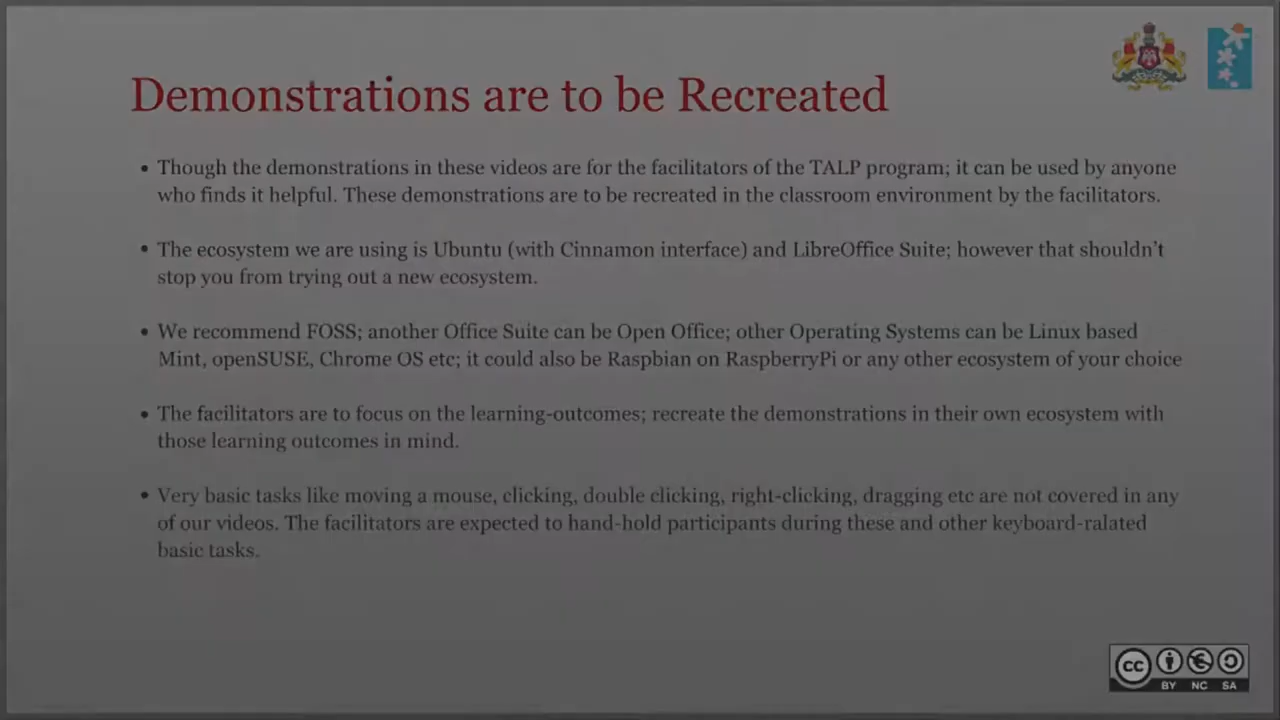 Demonstrations are to be Recreated
• Though the demonstrations in these videos are for the facilitators of the TALP program; it can be used by anyone
who finds it helpful. These demonstrations are to be recreated in the classroom environment by the facilitators.
• The ecosystem we are using is Ubuntu (with Cinnamon interface) and LibreOffice Suite; however that shouldn't
stop you from trying out a new ecosystem.
• We recommend FOSS; another Office Suite can be Open Office; other Operating Systems can be Linux based
Mint, openSUSE, Chrome OS etc; it could also be Raspbian on RaspberryPi or any other ecosystem of your choice
• The facilitators are to focus on the learning-outcomes; recreate the demonstrations in their own ecosystem with
those learning outcomes in mind.
• Very basic tasks like moving a mouse, clicking, double clicking, right-clicking, dragging etc are not covered in any
of our videos. The facilitators are expected to hand-hold participants during these and other keyboard-ralated
basic tasks.
cc
BY NC SA